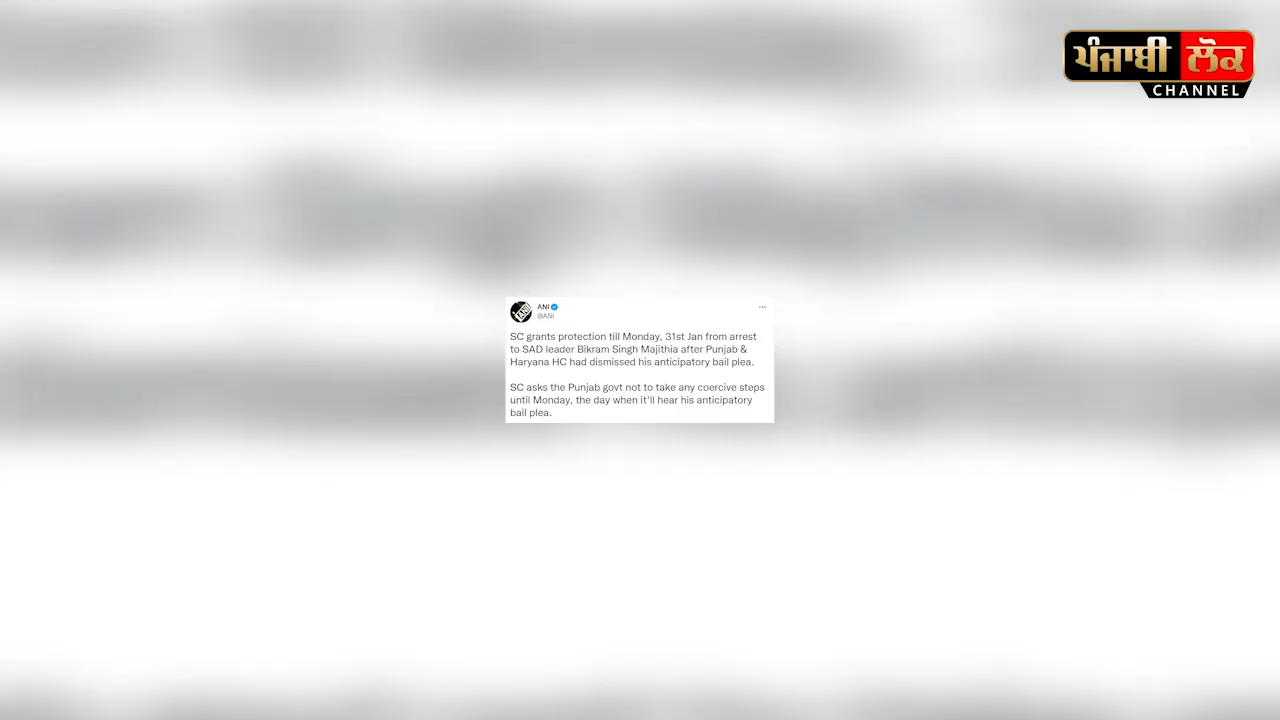 ਪੰਜਾਬੀ ਲੋਕ
CHANNEL
ANI
@ANI
SC grants protection till Monday, 31st Jan from arrest
to SAD leader Bikram Singh Majithia after Punjab &
Haryana HC had dismissed his anticipatory bail plea.
SC asks the Punjab govt not to take any coercive steps
until Monday, the day when it'll hear his anticipatory
bail plea.